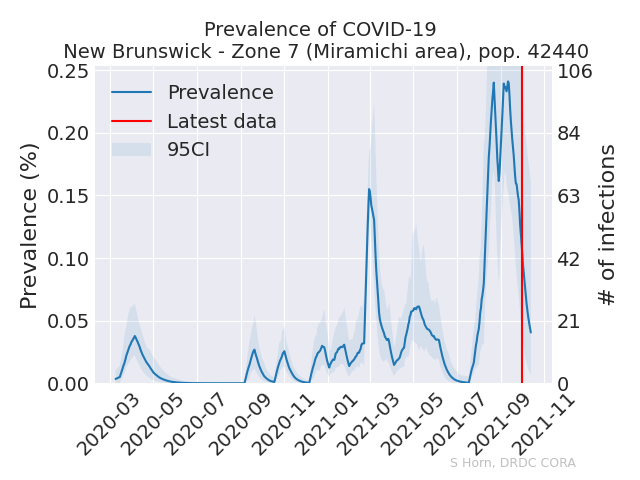 Prevalence of COVID-19
New Brunswick - Zone 7 (Miramichi area), pop. 42440
Prevalence (%)
0.25
0.20
0.15
0.10
0.05
0.00
Prevalence
Latest data
95CI
106
84
63
42
21
0
# of infections
2020-03
2020-05
2020-07
2020-09
2020-11
2021-01
2021-03
2021-05
2021-07
2021-09
2021-11
S Horn, DRDC CORA